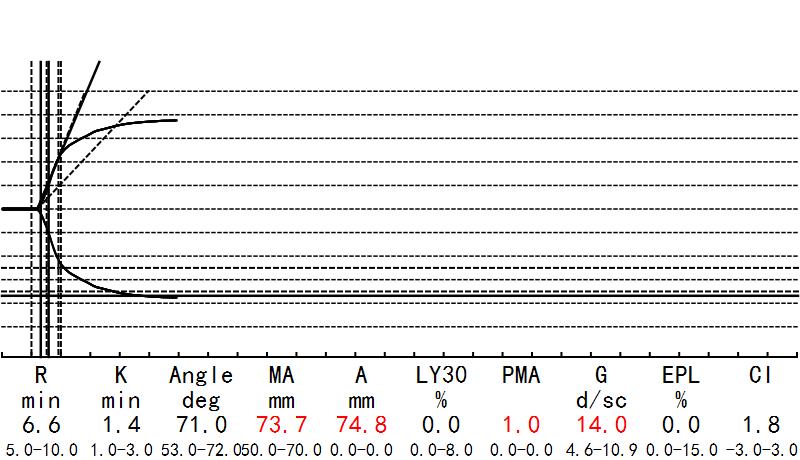 R K Angle MA A LY30 PMA G EPL CI
min min deg mm mm % d/sc %
6.6 1.4 71.0 73.7 74.8 0.0 1.0 14.0 0.0 1.8
5.0-10.0 1.0-3.0 53.0-72.0 50.0-70.0 0.0-0.0 0.0-8.0 0.0-0.0 4.6-10.9 0.0-15.0 -3.0-3.0